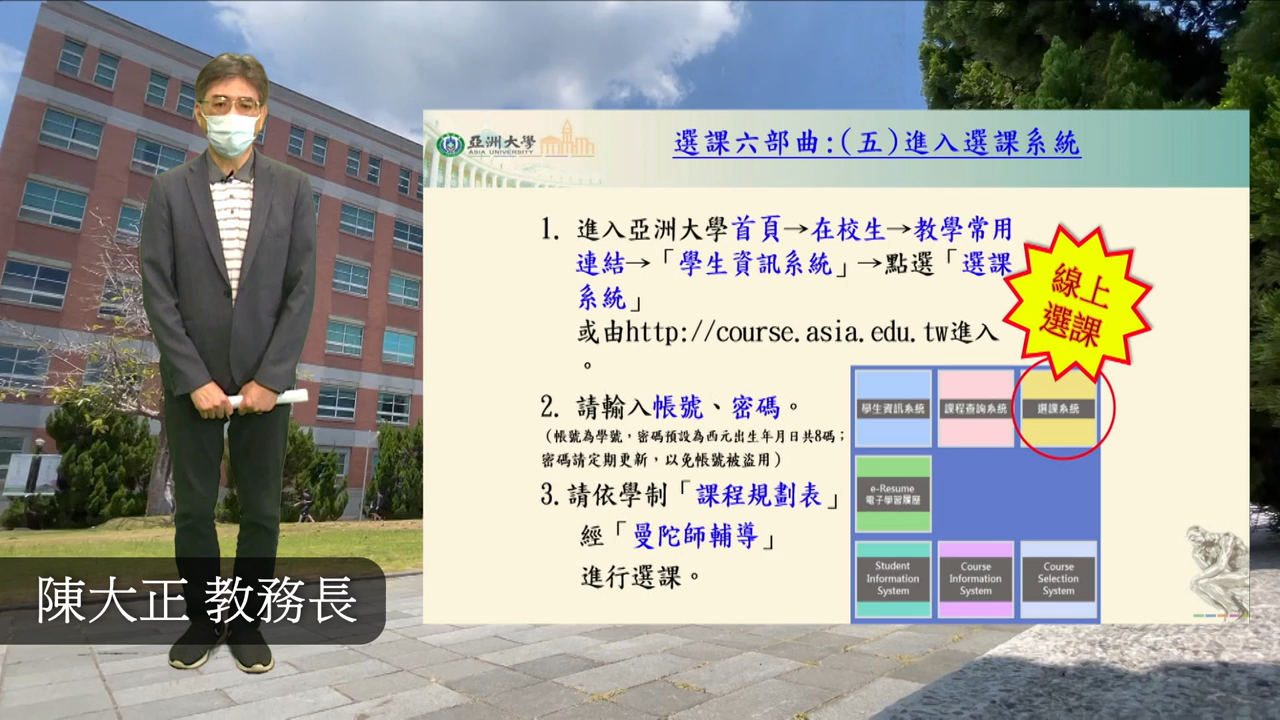 亞洲大學
ASIA UNIVERSITY
選課六部曲:(五)進入選課系統
1. 進入亞洲大學首頁→在校生→教學常用
連結→「學生資訊系統」→點選「選課
系統」
或由http://course.asia.edu.tw進入
。
線上
選課
2. 請輸入帳號、密碼。
(帳號為學號，密碼預設為西元出生年月日共8碼；
密碼請定期更新，以免帳號被盜用)
3.請依學制「課程規劃表」
經「曼陀師輔導」
進行選課。
學生資訊系統
課程查詢系統
選課系統
e-Resume
電子學習履歷
Student
Information
System
Course
Information
System
Course
Selection
System
陳大正 教務長